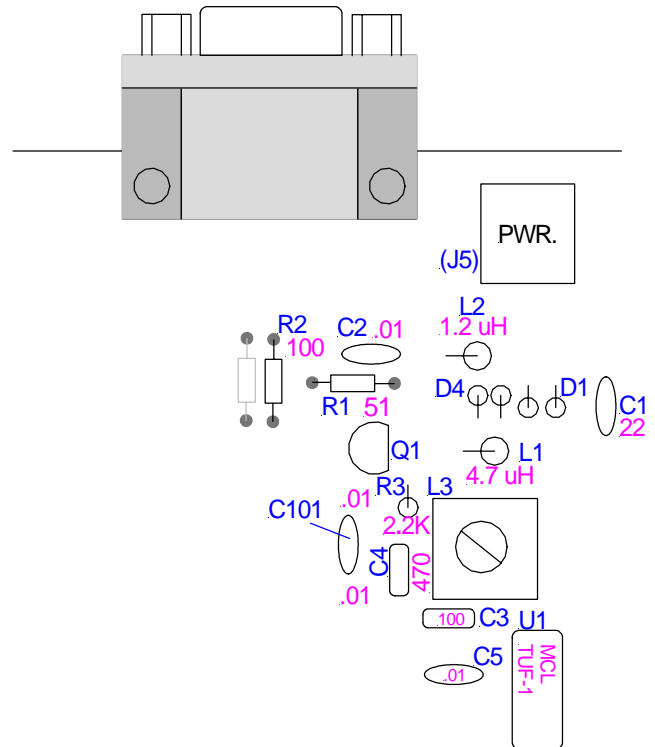 PWR.
(J5)
L2
1.2 uH
R2
100
C2 .01
D4
D1
C1
22
R1
51
Q1
L1
4.7 uH
R3
L3
.01
C101
2.2K
C4
470
.01
.100
C3
U1
MCL
TUF-1
C5
.01